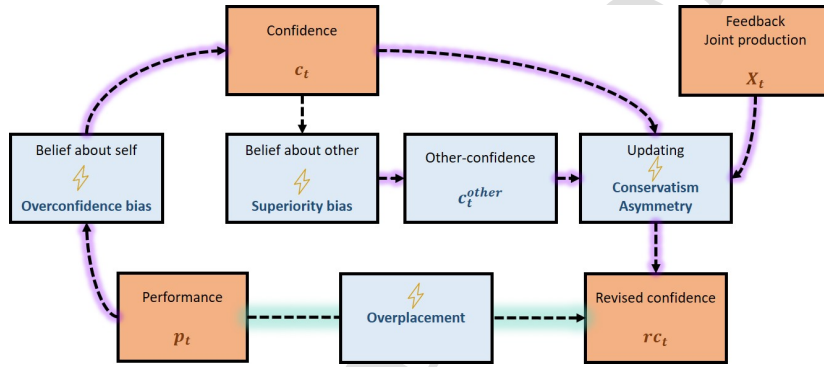 Confidence
c_t
Feedback
Joint production
X_t
Belief about self
Overconfidence bias
Belief about other
Superiority bias
Other-confidence
c_t^{other}
Updating
Conservatism
Asymmetry
Performance
p_t
Overplacement
Revised confidence
rc_t